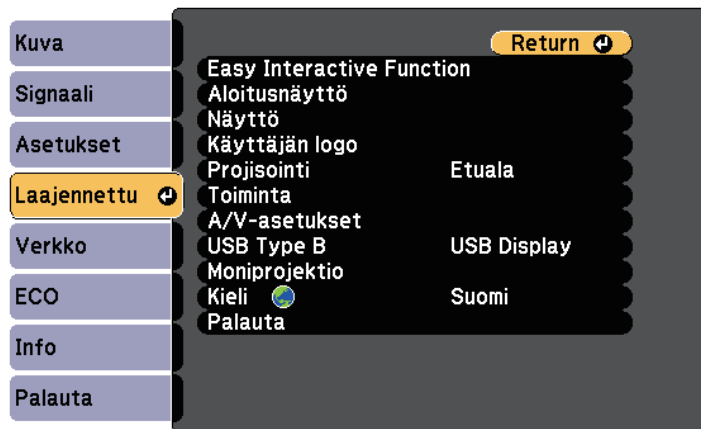 Kuva
Signaali
Asetukset
Laajennettu
Verkko
ECO
Info
Palauta
Return
Easy Interactive Function
Aloitusnäyttö
Näyttö
Käyttäjän logo
Projisointi Etuala
Toiminta
A/V-asetukset
USB Type B USB Display
Moniprojektio
Kieli Suomi
Palauta